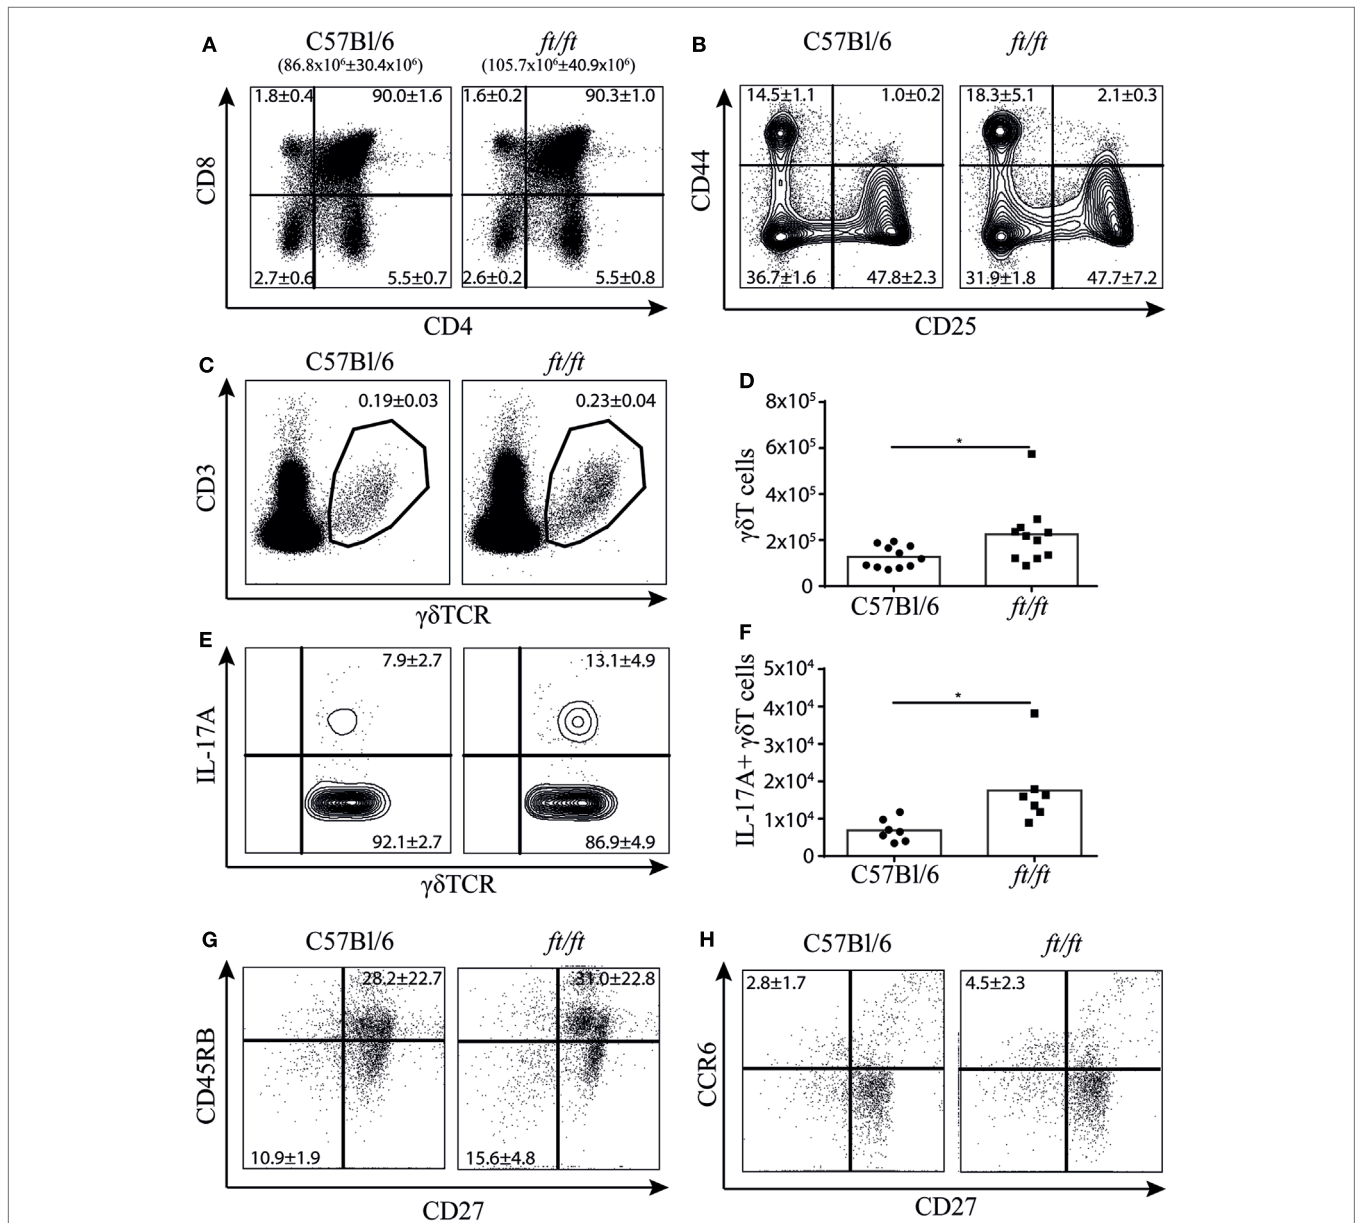 A
C57Bl/6
ft/ft
(86.8x10⁶±30.4x10⁶)
(105.7x10⁶±40.9x10⁶)
1.8±0.4
90.0±1.6
1.6±0.2
90.3±1.0
CD8
2.7±0.6
5.5±0.7
2.6±0.2
5.5±0.8
CD4
B
C57Bl/6
ft/ft
14.5±1.1
1.0±0.2
18.3±5.1
2.1±0.3
CD44
36.7±1.6
47.8±2.3
31.9±1.8
47.7±7.2
CD25
C
C57Bl/6
ft/ft
0.19±0.03
0.23±0.04
CD3
γδTCR
D
8x10⁵
6x10⁵
4x10⁵
2x10⁵
0
γδT cells
*
C57Bl/6
ft/ft
E
7.9±2.7
13.1±4.9
IL-17A
92.1±2.7
86.9±4.9
γδTCR
F
5x10⁴
4x10⁴
3x10⁴
2x10⁴
1x10⁴
0
IL-17A+ γδT cells
*
C57Bl/6
ft/ft
G
C57Bl/6
ft/ft
28.2±22.7
31.0±22.8
CD45RB
10.9±1.9
15.6±4.8
CD27
H
C57Bl/6
ft/ft
2.8±1.7
4.5±2.3
CCR6
CD27